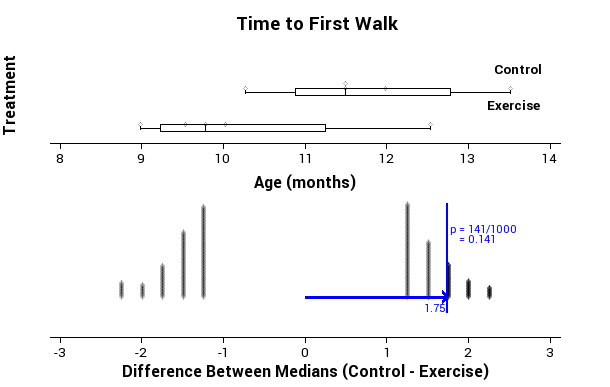 Time to First Walk
Treatment
Control
Exercise
8 9 10 11 12 13 14
Age (months)
p = 141/1000
= 0.141
1.75
-3 -2 -1 0 1 2 3
Difference Between Medians (Control - Exercise)